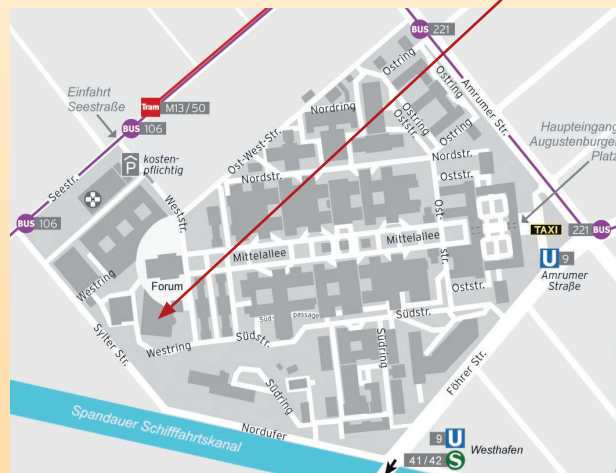 BUS 221
Ostring
Ostring
Amrumer Str.
Einfahrt
Seestraße
Tram M13/50
Nordring
Oststr.
Ostring
Haupteingang
Augustenburger
Platz
BUS 106
P
kosten-
pflichtig
Ost-West-Str.
Nordstr.
Nordstr.
Oststr.
Seestr.
Weststr.
Ost-
str.
BUS 106
Mittelallee
Mittelallee
TAXI
221 BUS
U 9
Amrumer
Straße
Westring
Forum
Oststr.
Süd-
passage
Südstr.
Sylter Str.
Westring
Südstr.
Südring
Föhrer Str.
Südring
Nordufer
Spandauer Schifffahrtskanal
9 U
Westhafen
41/42 S